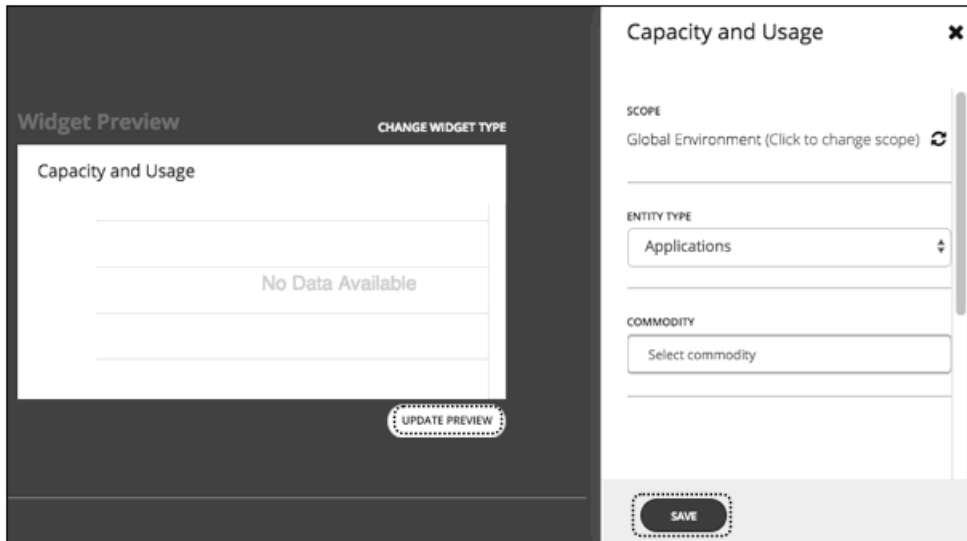 Widget Preview
CHANGE WIDGET TYPE
Capacity and Usage
No Data Available
UPDATE PREVIEW
Capacity and Usage
SCOPE
Global Environment (Click to change scope)
ENTITY TYPE
Applications
COMMODITY
Select commodity
SAVE